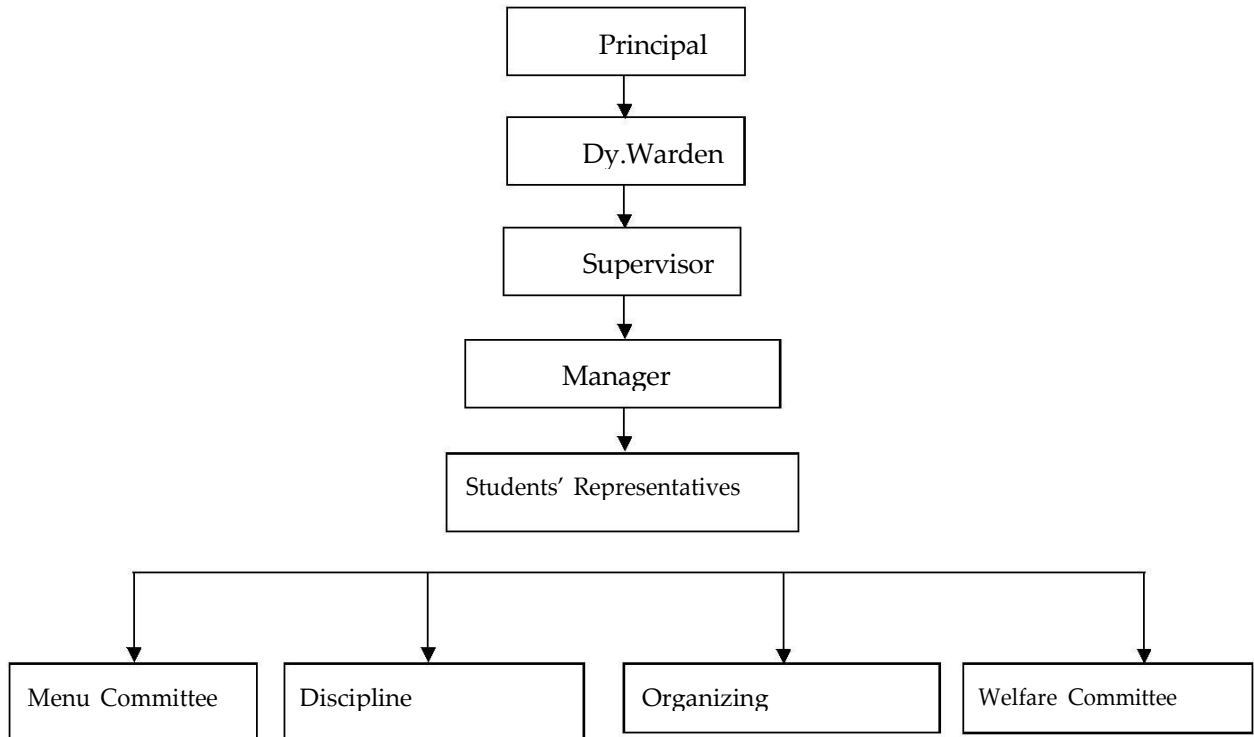 Principal
Dy.Warden
Supervisor
Manager
Students’ Representatives
Menu Committee
Discipline
Organizing
Welfare Committee